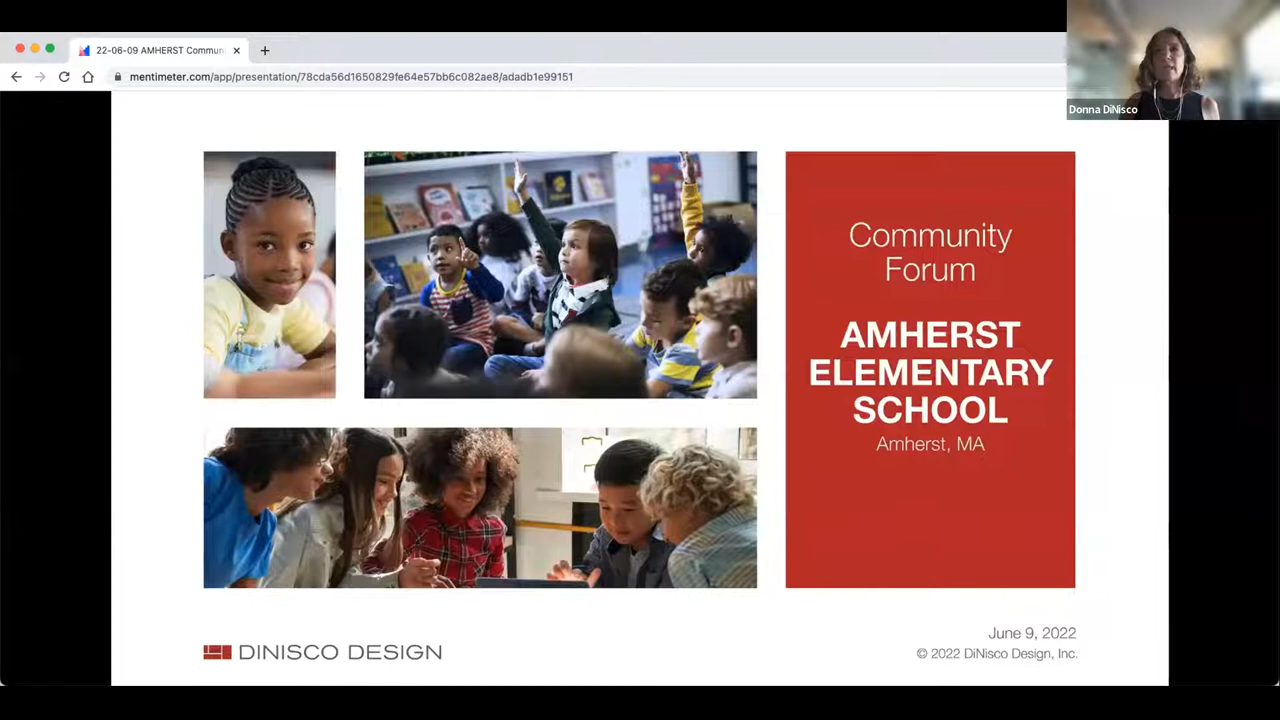 22-06-09 AMHERST Commun
mentimeter.com/app/presentation/78cda56d1650829fe64e57bb6c082ae8/adadb1e99151
Donna DiNisco
Community
Forum
AMHERST
ELEMENTARY
SCHOOL
Amherst, MA
DINISCO DESIGN
June 9, 2022
© 2022 DiNisco Design, Inc.